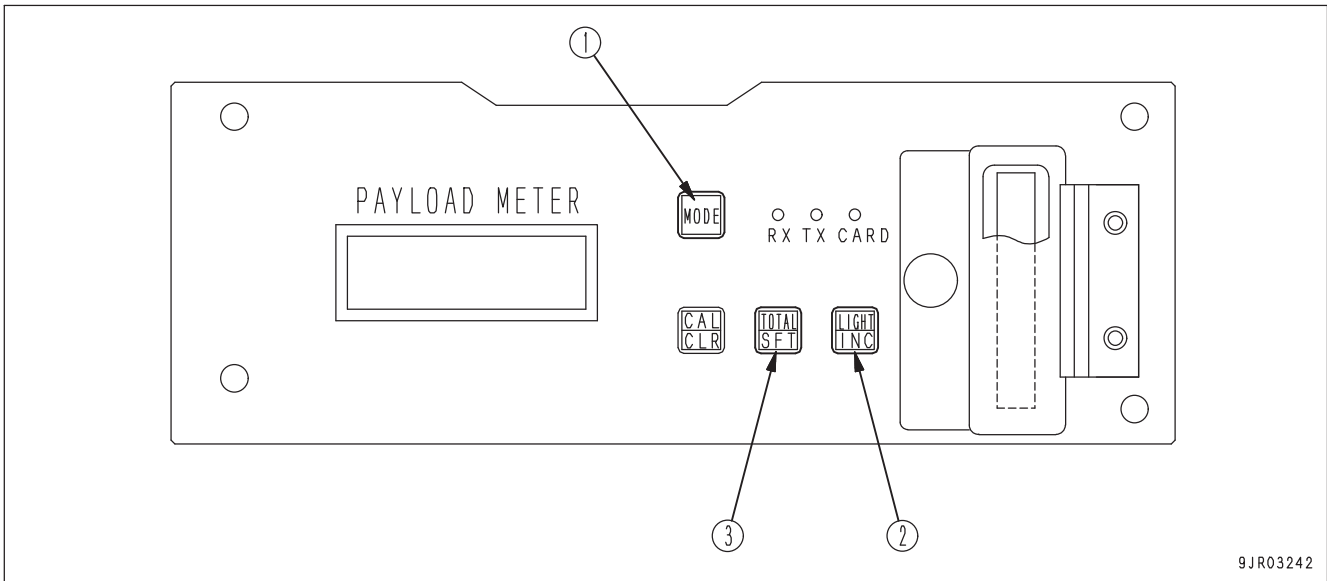 1
PAYLOAD METER
MODE
RX TX CARD
CAL
CLR
TOTAL
SFT
LIGHT
INC
3
2
9JR03242